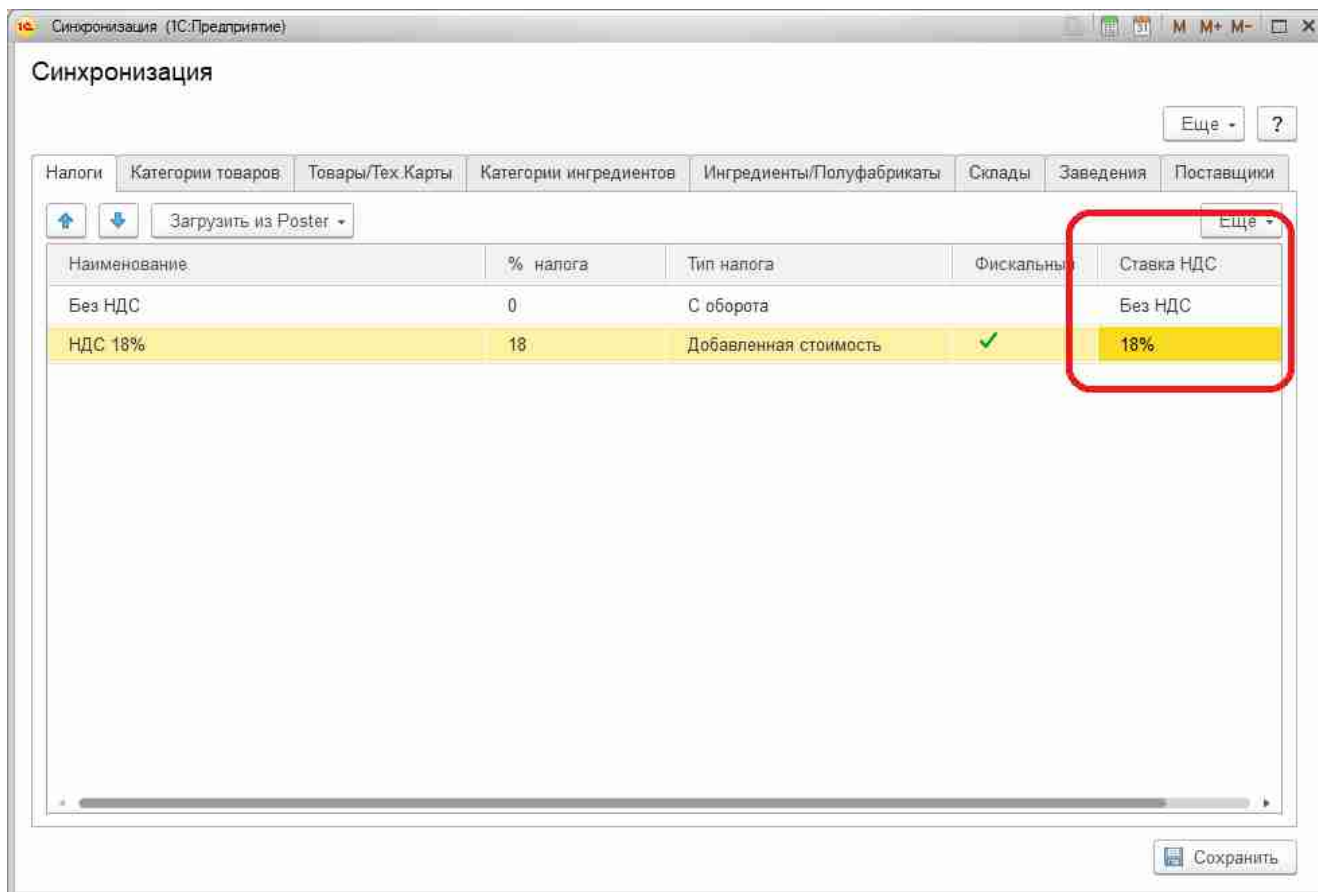 1С Синхронизация (1С:Предприятие) 31 M M+ M-
Синхронизация
Еще ?
Налоги Категории товаров Товары/Тех.Карты Категории ингредиентов Ингредиенты/Полуфабрикаты Склады Заведения Поставщики
Загрузить из Poster Еще
Наименование % налога Тип налога Фискальный Ставка НДС
Без НДС 0 С оборота Без НДС
НДС 18% 18 Добавленная стоимость 18%
Сохранить